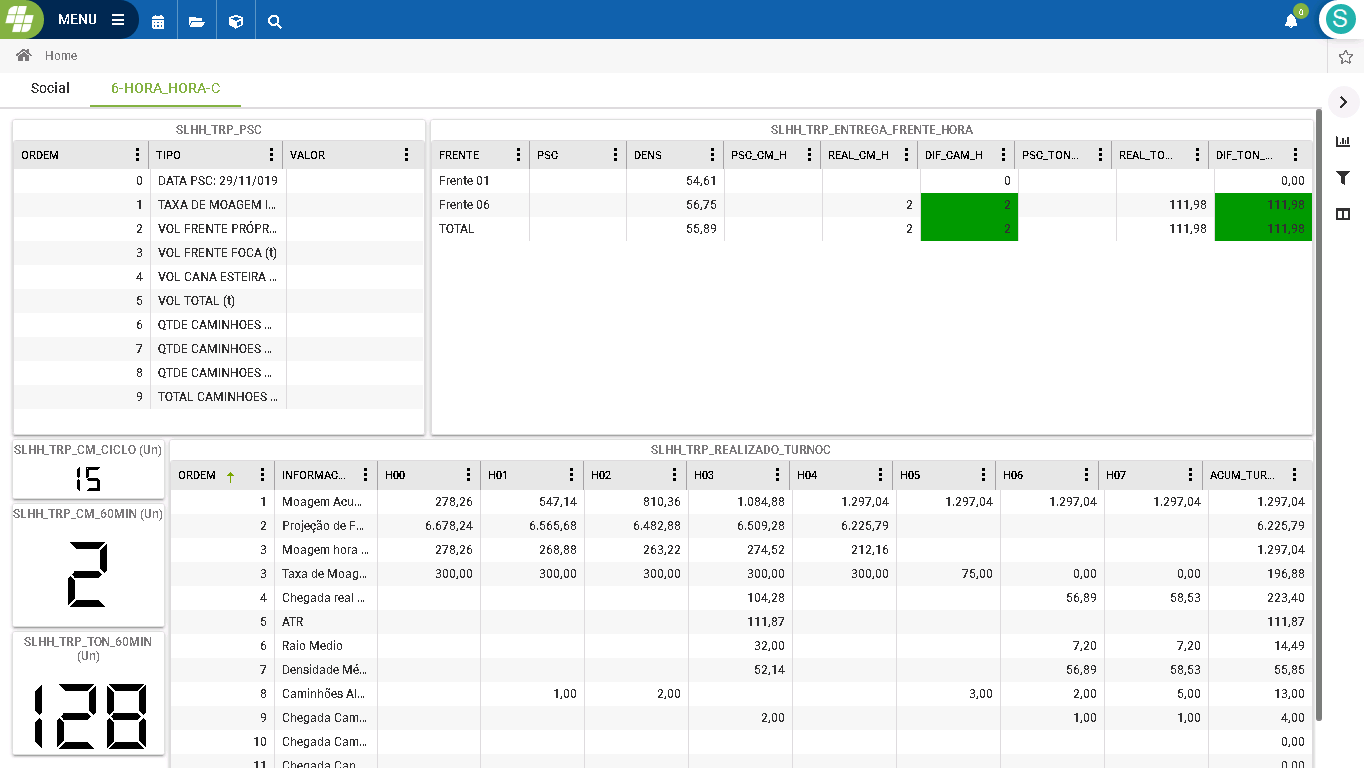 MENU 0 S
Home
Social 6-HORA_HORA-C
SLHH_TRP_PSC
ORDEM TIPO VALOR
0 DATA PSC: 29/11/019
1 TAXA DE MOAGEM I...
2 VOL FRENTE PRÓPR...
3 VOL FRENTE FOCA (t)
4 VOL CANA ESTEIRA ...
5 VOL TOTAL (t)
6 QTDE CAMINHOES ...
7 QTDE CAMINHOES ...
8 QTDE CAMINHOES ...
9 TOTAL CAMINHOES ...
SLHH_TRP_ENTREGA_FRENTE_HORA
FRENTE PSC DENS PSC_CM_H REAL_CM_H DIF_CAM_H PSC_TON... REAL_TO... DIF_TON_...
Frente 01 54,61 0 0,00
Frente 06 56,75 2 2 111,98 111,98
TOTAL 55,89 2 2 111,98 111,98
SLHH_TRP_CM_CICLO (Un)
15
SLHH_TRP_CM_60MIN (Un)
2
SLHH_TRP_TON_60MIN
(Un)
128
SLHH_TRP_REALIZADO_TURNOC
ORDEM INFORMAC... H00 H01 H02 H03 H04 H05 H06 H07 ACUM_TUR...
1 Moagem Acu... 278,26 547,14 810,36 1.084,88 1.297,04 1.297,04 1.297,04 1.297,04 1.297,04
2 Projeção de F... 6.678,24 6.565,68 6.482,88 6.509,28 6.225,79 6.225,79
3 Moagem hora ... 278,26 268,88 263,22 274,52 212,16 1.297,04
3 Taxa de Moag... 300,00 300,00 300,00 300,00 300,00 75,00 0,00 0,00 196,88
4 Chegada real ... 104,28 56,89 58,53 223,40
5 ATR 111,87 111,87
6 Raio Medio 32,00 7,20 7,20 14,49
7 Densidade Mé... 52,14 56,89 58,53 55,85
8 Caminhões Al... 1,00 2,00 3,00 2,00 5,00 13,00
9 Chegada Cam... 2,00 1,00 1,00 4,00
10 Chegada Cam... 0,00
11 Chegada Can... 0,00